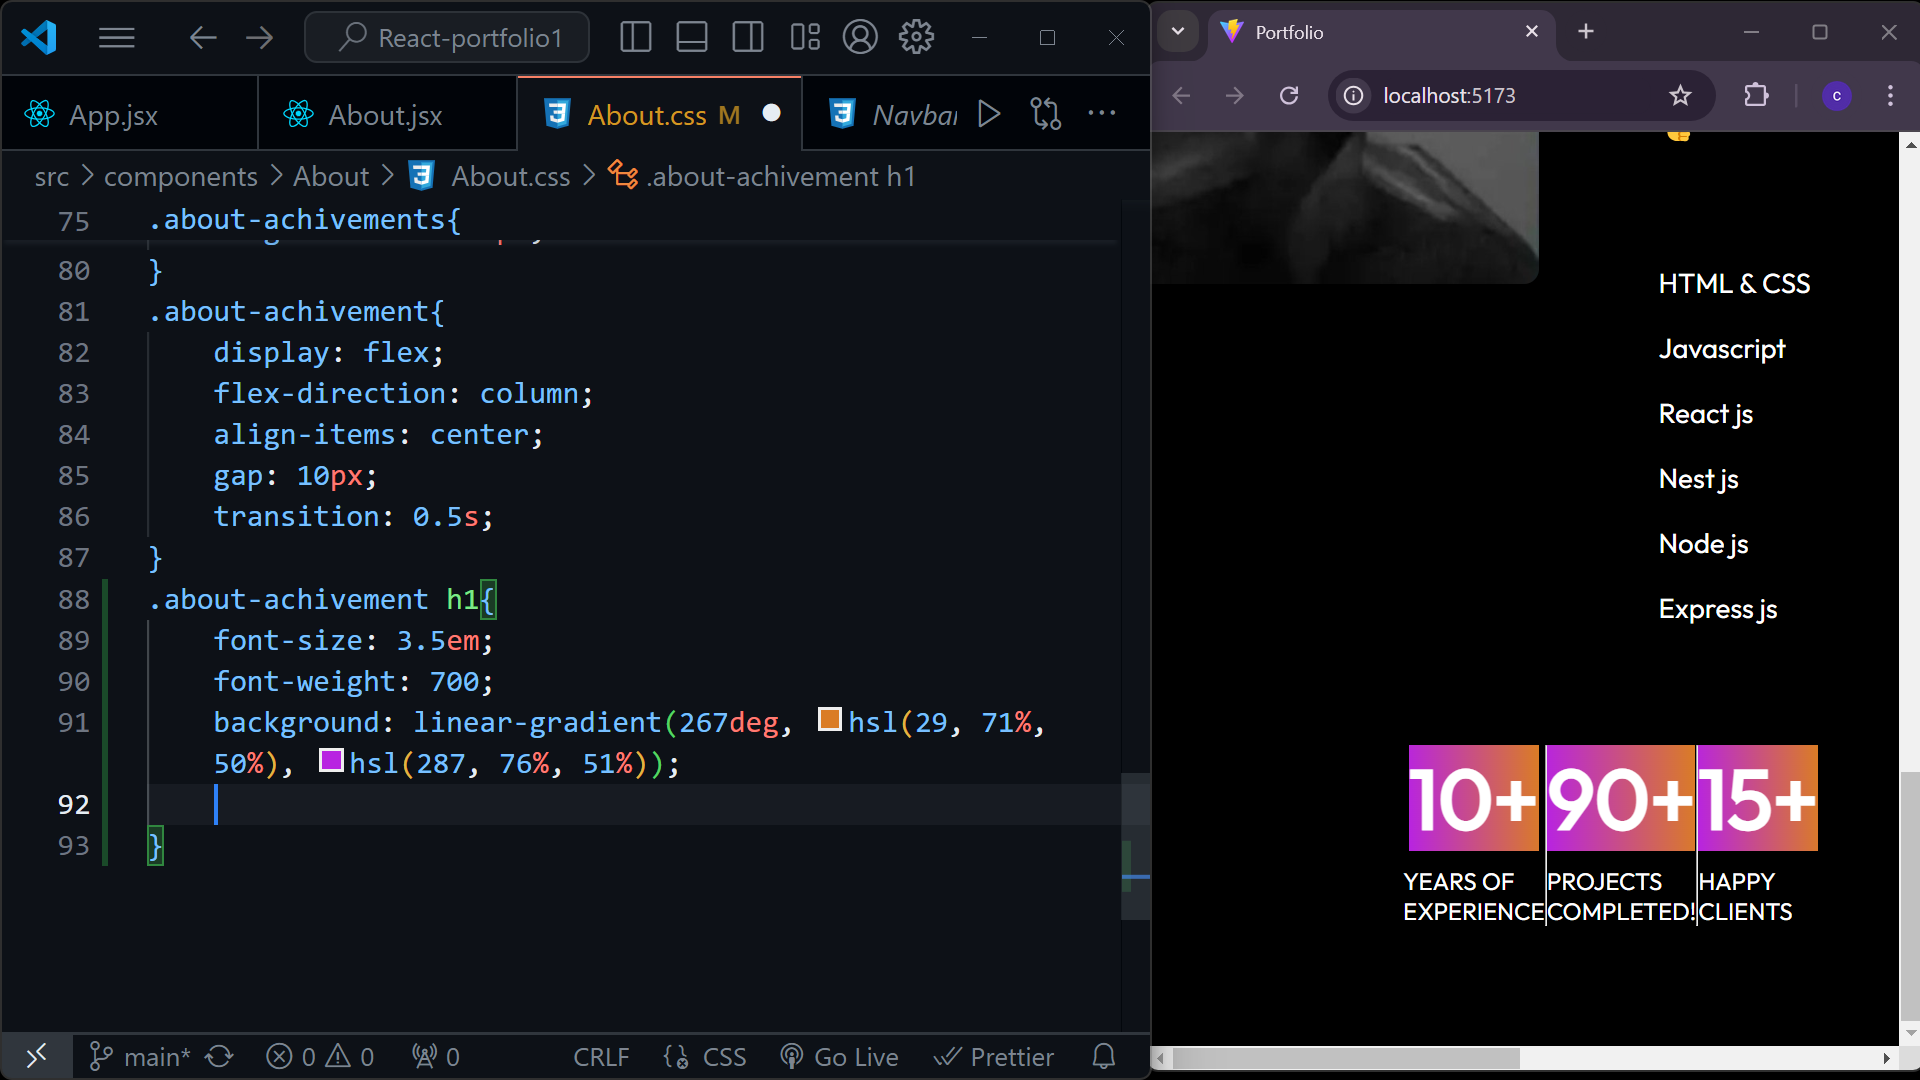 React-portfolio1
App.jsx
About.jsx
About.css M
Navbar
src > components > About > About.css > .about-achivement h1
75 .about-achivements{
80 }
81 .about-achivement{
82 display: flex;
83 flex-direction: column;
84 align-items: center;
85 gap: 10px;
86 transition: 0.5s;
87 }
88 .about-achivement h1{
89 font-size: 3.5em;
90 font-weight: 700;
91 background: linear-gradient(267deg, hsl(29, 71%,
50%), hsl(287, 76%, 51%));
92
93 }
main* 0 0 0 CRLF CSS Go Live Prettier
Portfolio
localhost:5173
c
HTML & CSS
Javascript
React js
Nest js
Node js
Express js
10+ 90+ 15+
YEARS OF PROJECTS HAPPY
EXPERIENCE COMPLETED! CLIENTS